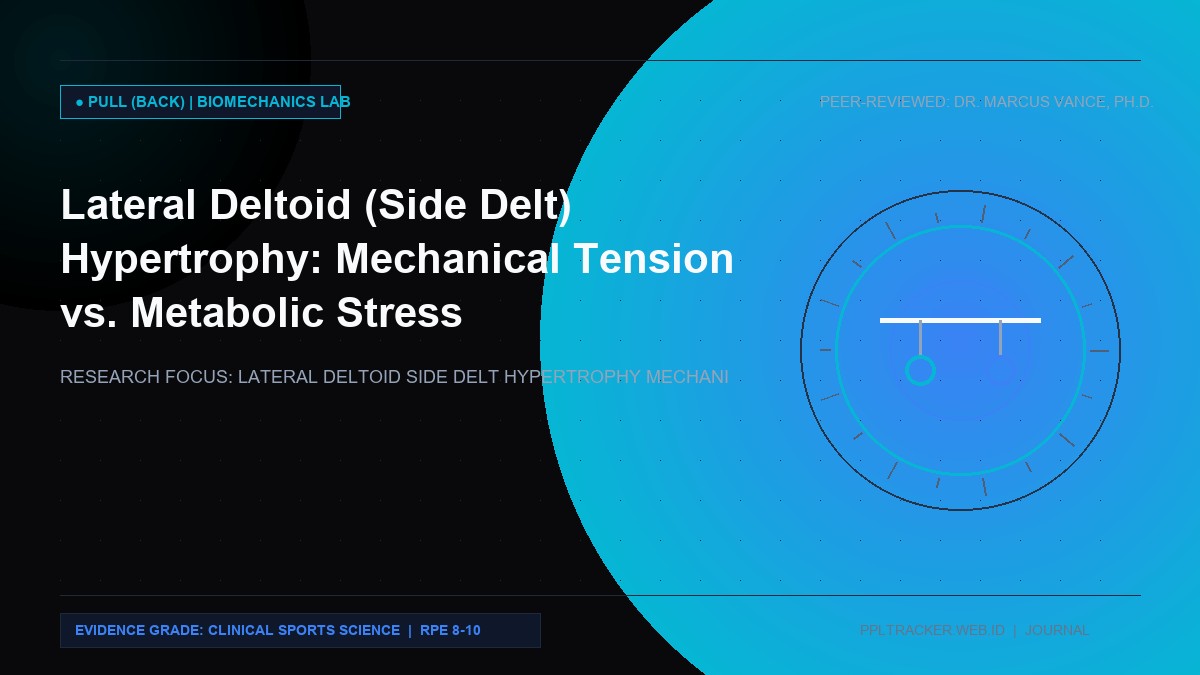 ● PULL (BACK) | BIOMECHANICS LAB
PEER-REVIEWED: DR. MARCUS VANCE, PH.D.
Lateral Deltoid (Side Delt)
Hypertrophy: Mechanical Tension
vs. Metabolic Stress
RESEARCH FOCUS: LATERAL DELTOID SIDE DELT HYPERTROPHY MECHANI
EVIDENCE GRADE: CLINICAL SPORTS SCIENCE | RPE 8-10
PPLTRACKER.WEB.ID | JOURNAL